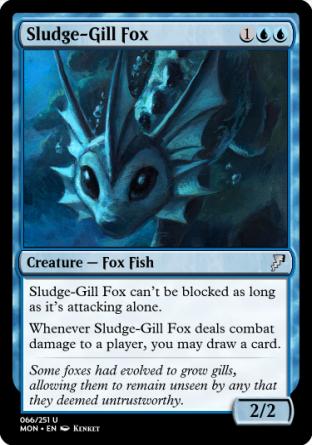 Sludge-Gill Fox 1
Creature — Fox Fish
Sludge-Gill Fox can't be blocked as long
as it's attacking alone.
Whenever Sludge-Gill Fox deals combat
damage to a player, you may draw a card.
Some foxes had evolved to grow gills,
allowing them to remain unseen by any that
they deemed untrustworthy.
2/2
066/251 U
MON • EN Kenket